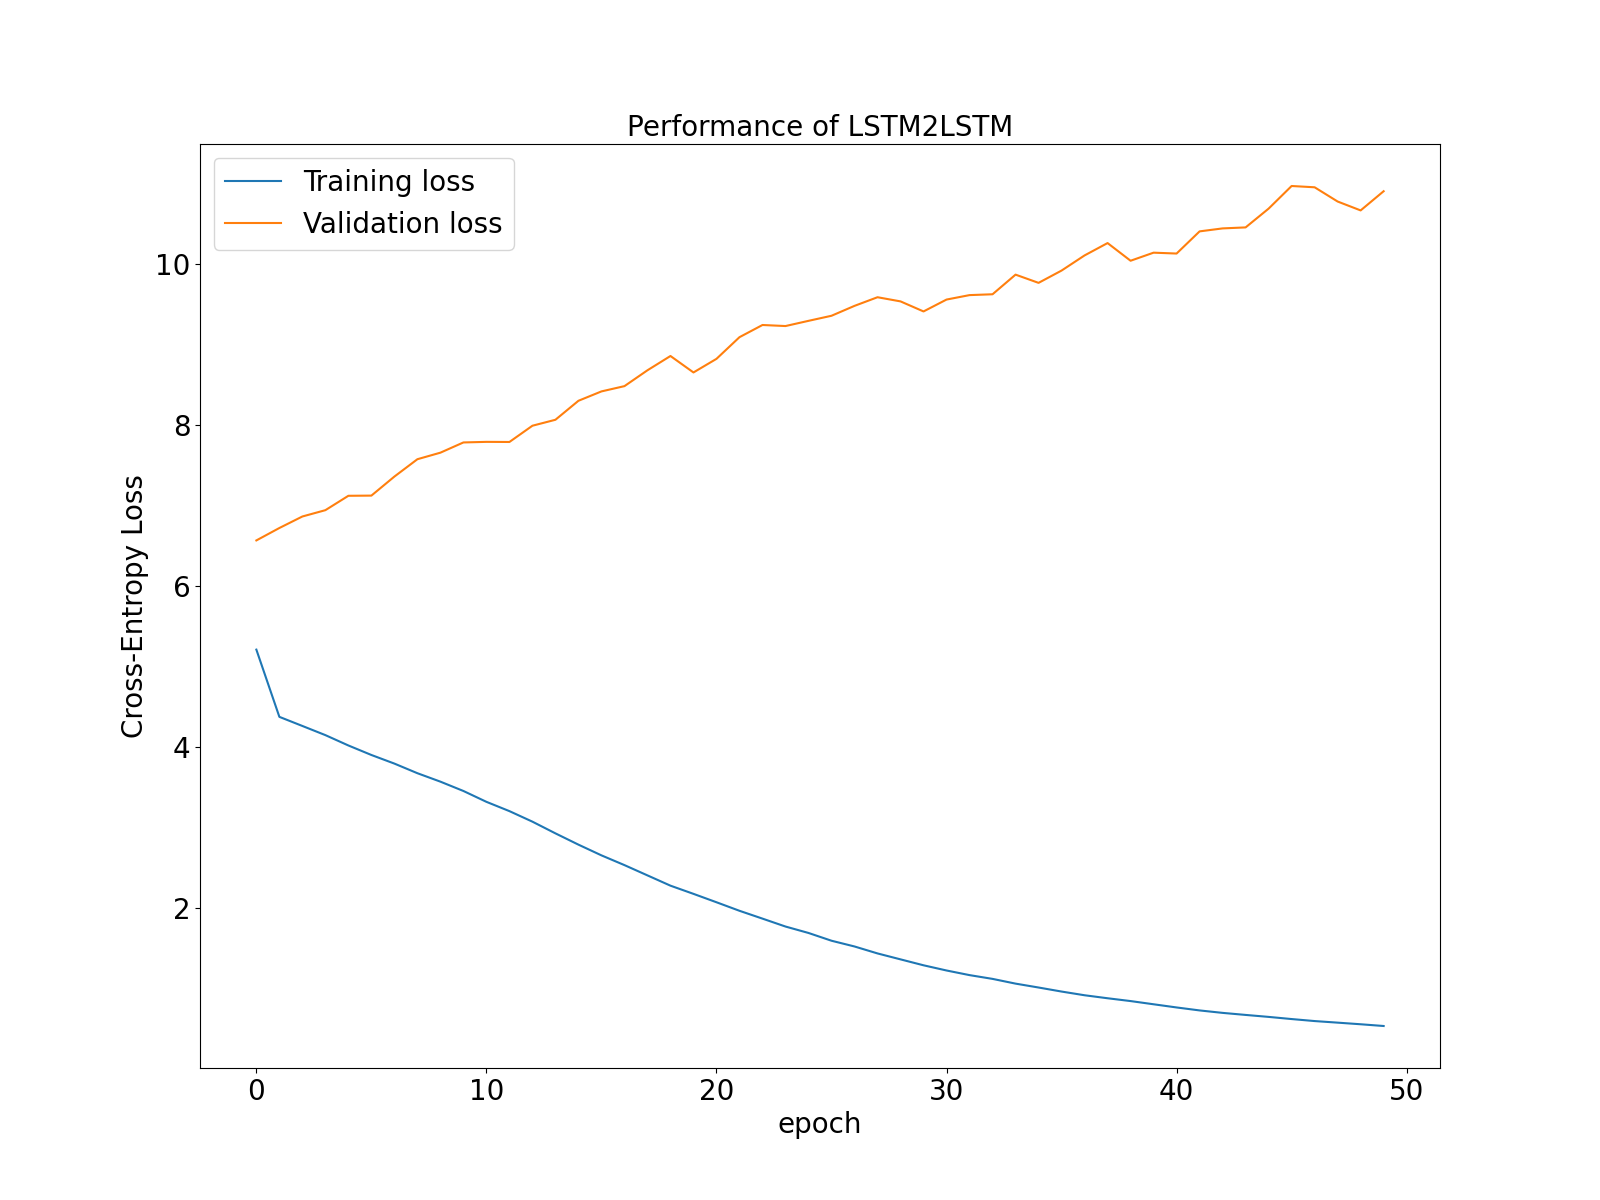 Performance of LSTM2LSTM
Training loss
Validation loss
10
8
6
4
2
Cross-Entropy Loss
0 10 20 30 40 50
epoch